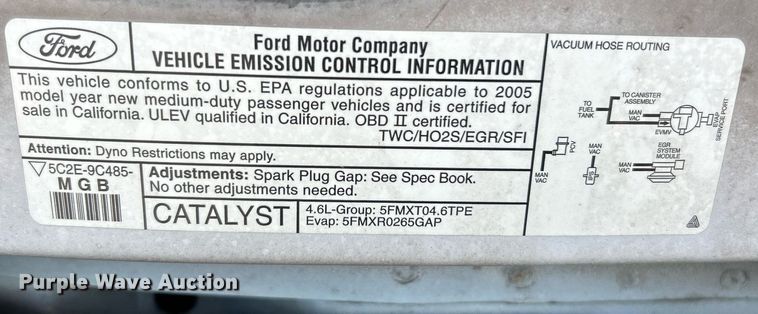 Ford
Ford Motor Company
VEHICLE EMISSION CONTROL INFORMATION
This vehicle conforms to U.S. EPA regulations applicable to 2005
model year new medium-duty passenger vehicles and is certified for
sale in California. ULEV qualified in California. OBD II certified.
TWC/HO2S/EGR/SFI
Attention: Dyno Restrictions may apply.
5C2E-9C485-
MGB
Adjustments: Spark Plug Gap: See Spec Book.
No other adjustments needed.
CATALYST
4.6L-Group: 5FMXT04.6TPE
Evap: 5FMXR0265GAP
VACUUM HOSE ROUTING
TO FUEL
TANK
TO CANISTER
ASSEMBLY
MAN
VAC
EVMV
EVAP
SERVICE PORT
PCV
MAN
VAC
MAN
VAC
IPS
MAN
VAC
EGR
SYSTEM
MODULE
Purple Wave Auction